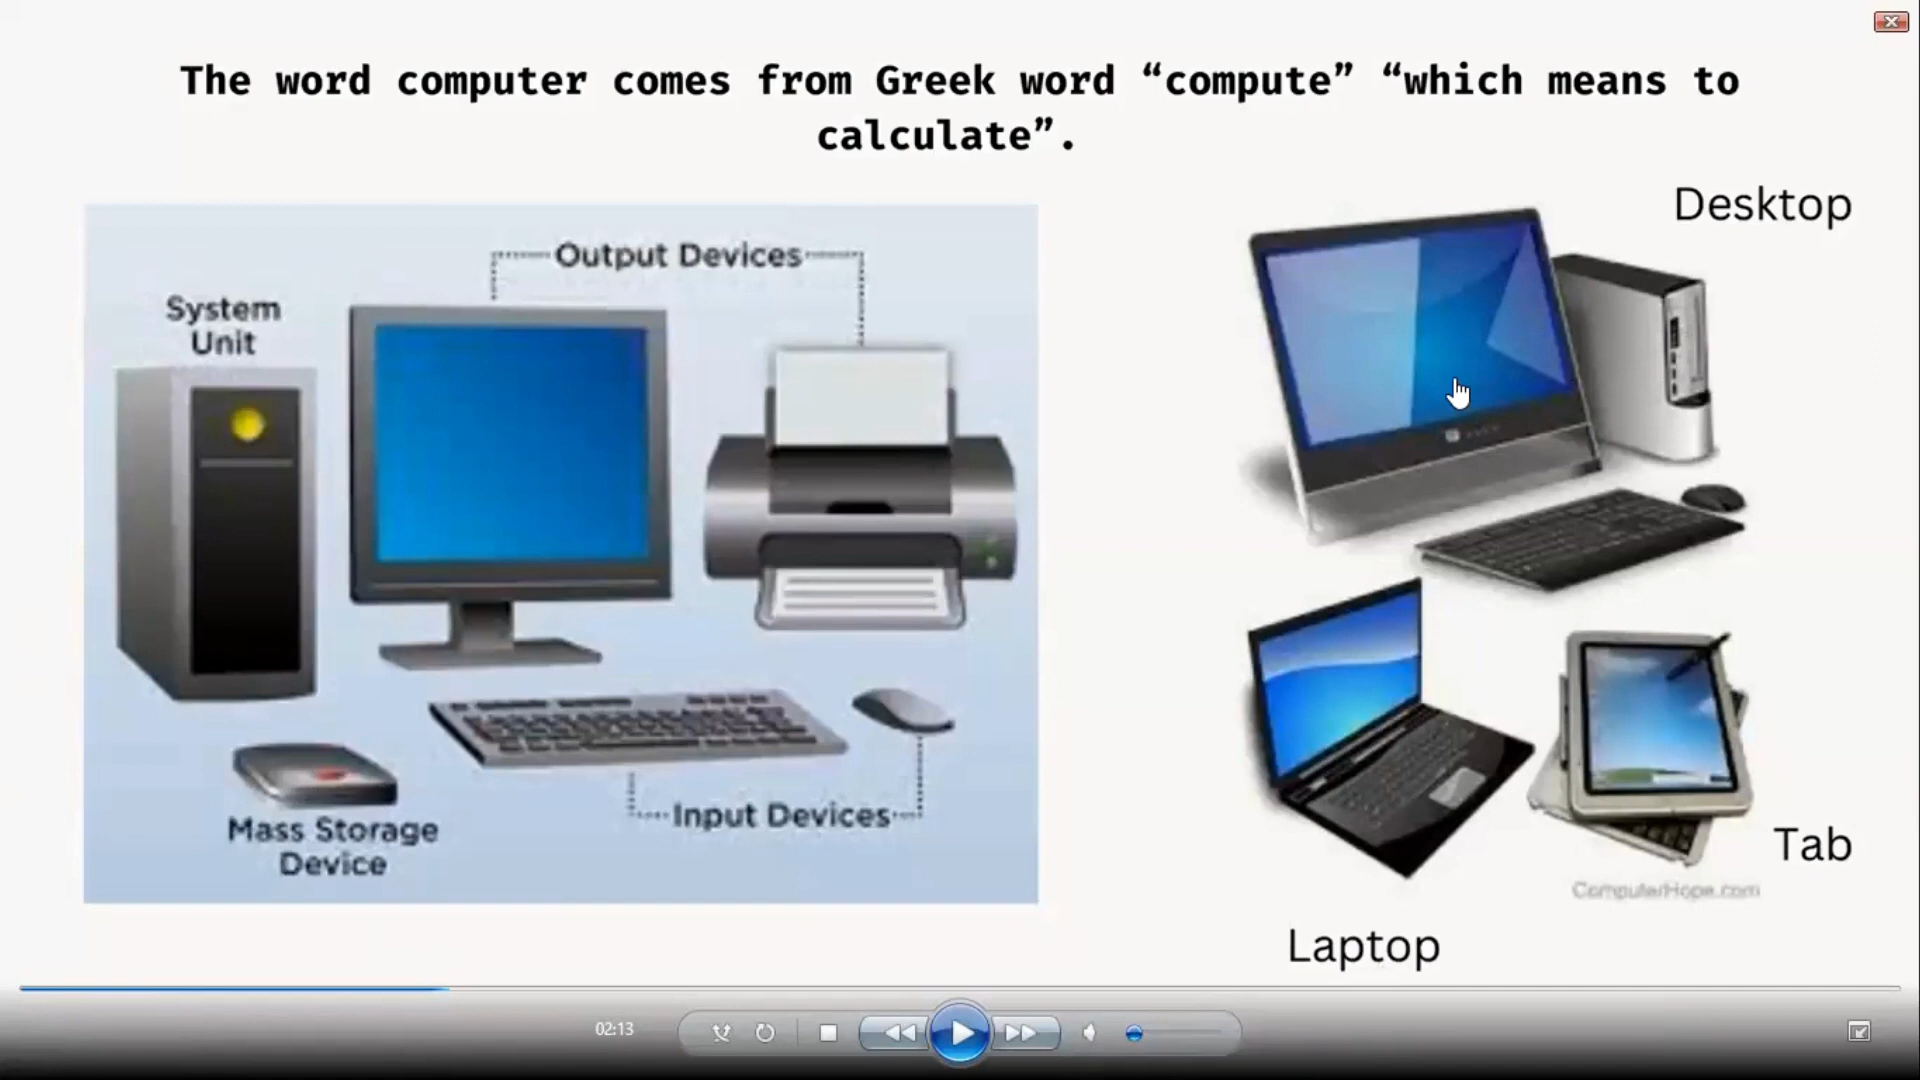 The word computer comes from Greek word “compute” “which means to
calculate”.
Desktop
Output Devices
System
Unit
Input Devices
Mass Storage
Device
Tab
ComputerHope.com
Laptop
02:13